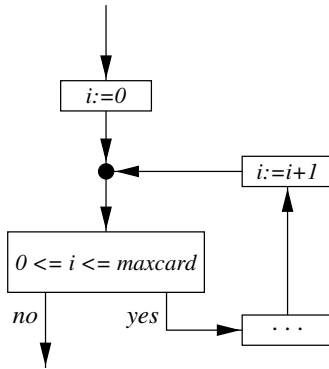 i:=0
i:=i+1
0 <= i <= maxcard
no
yes
· · ·